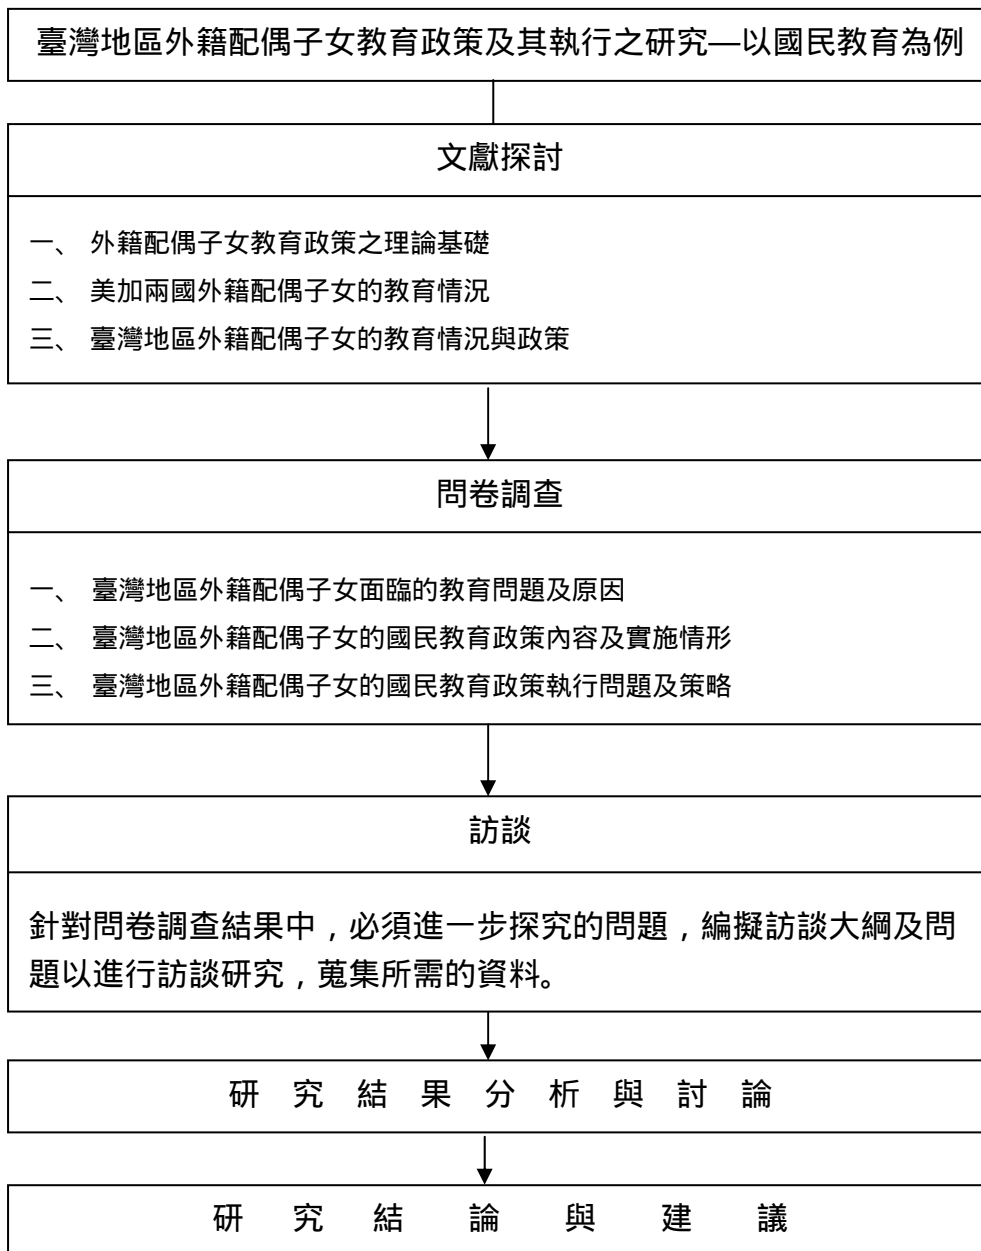 臺灣地區外籍配偶子女教育政策及其執行之研究—以國民教育為例
文獻探討
一、 外籍配偶子女教育政策之理論基礎
二、 美加兩國外籍配偶子女的教育情況
三、 臺灣地區外籍配偶子女的教育情況與政策
問卷調查
一、 臺灣地區外籍配偶子女面臨的教育問題及原因
二、 臺灣地區外籍配偶子女的國民教育政策內容及實施情形
三、 臺灣地區外籍配偶子女的國民教育政策執行問題及策略
訪談
針對問卷調查結果中，必須進一步探究的問題，編擬訪談大綱及問
題以進行訪談研究，蒐集所需的資料。
研 究 結 果 分 析 與 討 論
研 究 結 論 與 建 議